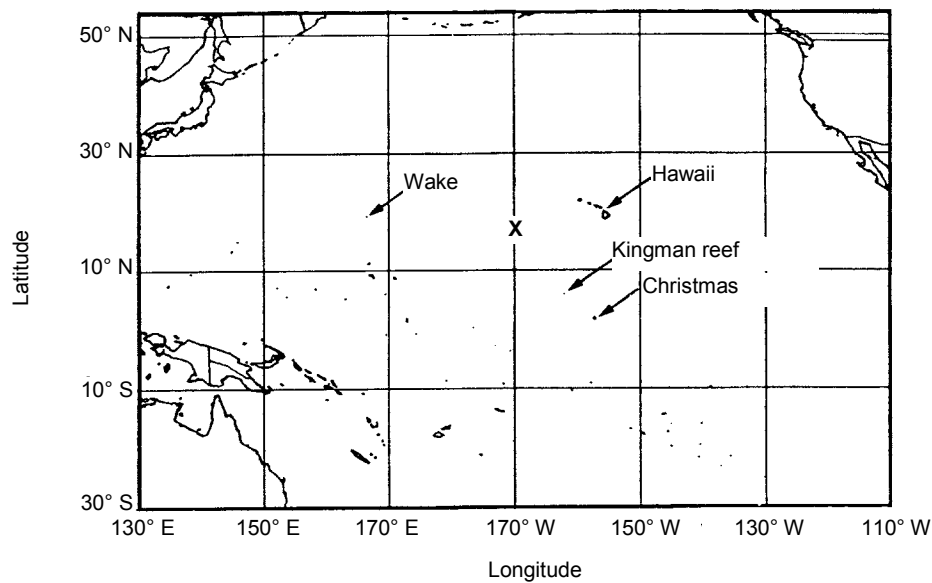 50° N
30° N
10° N
10° S
30° S
Latitude
Wake
Hawaii
X
Kingman reef
Christmas
130° E 150° E 170° E 170° W 150° W 130° W 110° W
Longitude